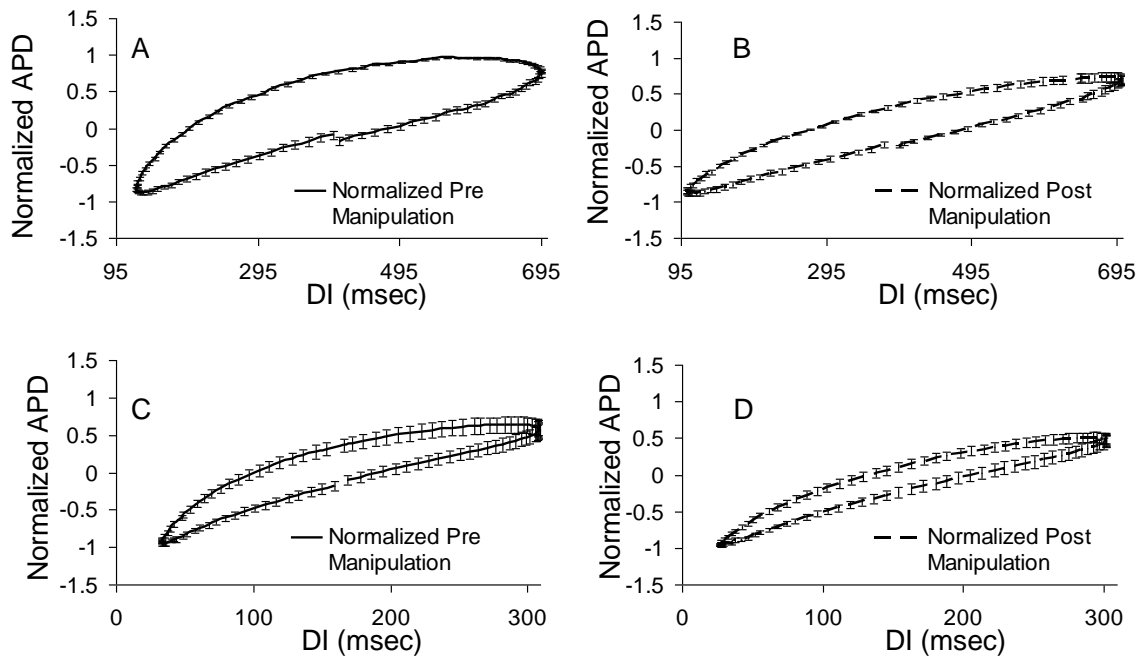 A
Normalized APD
1.5
1
0.5
0
-0.5
-1
-1.5
Normalized Pre
Manipulation
95
295
495
695
DI (msec)
B
Normalized APD
1.5
1
0.5
0
-0.5
-1
-1.5
Normalized Post
Manipulation
95
295
495
695
DI (msec)
C
Normalized APD
1.5
1
0.5
0
-0.5
-1
-1.5
Normalized Pre
Manipulation
0
100
200
300
DI (msec)
D
Normalized APD
1.5
1
0.5
0
-0.5
-1
-1.5
Normalized Post
Manipulation
0
100
200
300
DI (msec)